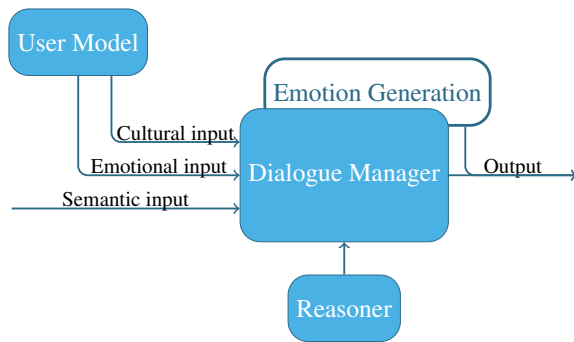 User Model
Emotion Generation
Cultural input
Emotional input
Dialogue Manager
Output
Semantic input
Reasoner